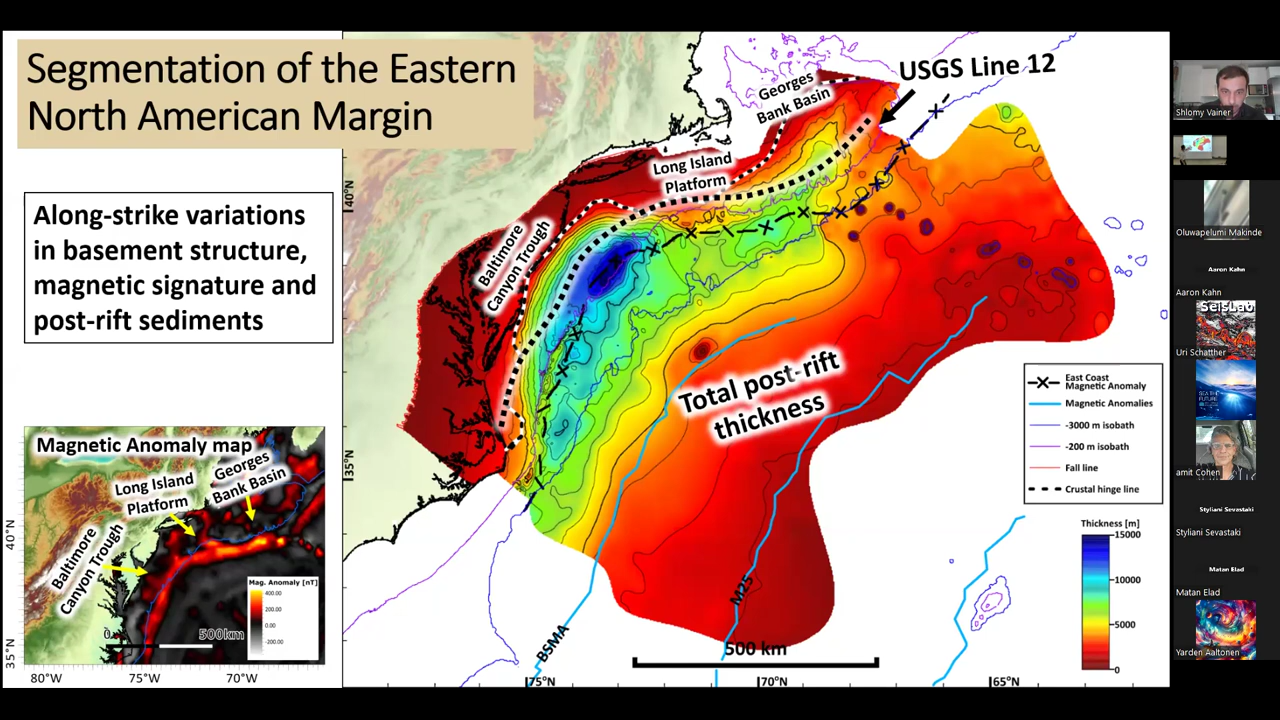 Segmentation of the Eastern
North American Margin
Along-strike variations
in basement structure,
magnetic signature and
post-rift sediments
Magnetic Anomaly map
Long Island
Platform
Georges
Bank Basin
Baltimore
Canyon Trough
Mag. Anomaly [nT]
400.00
200.00
0.00
-200.00
0
500km
40°N
35°N
80°W
75°W
70°W
USGS Line 12
Georges
Bank Basin
Long Island
Platform
Baltimore
Canyon Trough
Total post-rift
thickness
BSMA
M25
500 km
40°N
35°N
75°N
70°N
65°N
East Coast
Magnetic Anomaly
Magnetic Anomalies
-3000 m isobath
-200 m isobath
Fall line
Crustal hinge line
Thickness [m]
15000
10000
5000
0
Shlomy Vainer
Oluwapelumi Makinde
Aaron Kahn
Aaron Kahn
SeisLab
Uri Schattner
amit Cohen
Styliani Sevastaki
Styliani Sevastaki
Matan Elad
Matan Elad
Yarden Aaltonen